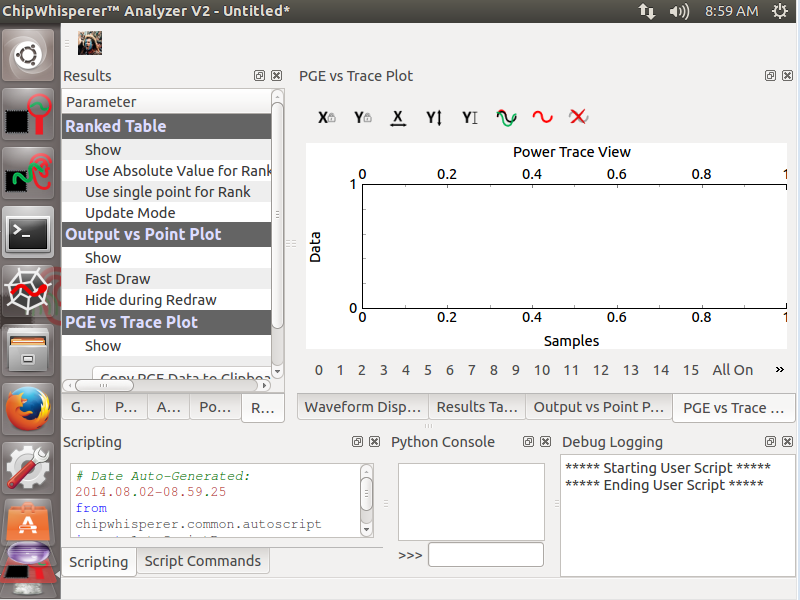 ChipWhisperer™ Analyzer V2 - Untitled*
8:59 AM
Results
Parameter
Ranked Table
Show
Use Absolute Value for Rank
Use single point for Rank
Update Mode
Output vs Point Plot
Show
Fast Draw
Hide during Redraw
PGE vs Trace Plot
Show
Copy PGE Data to Clipboa
G... P... A... Po... R...
PGE vs Trace Plot
X Y X Y Y
Power Trace View
0 0.2 0.4 0.6 0.8 1
1
Data
0
0 0.2 0.4 0.6 0.8 1
Samples
0 1 2 3 4 5 6 7 8 9 10 11 12 13 14 15 All On »
Waveform Disp... Results Ta... Output vs Point P... PGE vs Trace ...
Scripting
# Date Auto-Generated:
2014.08.02-08.59.25
from
chipwhisperer.common.autoscript
Scripting Script Commands
Python Console
>>>
Debug Logging
***** Starting User Script *****
***** Ending User Script *****